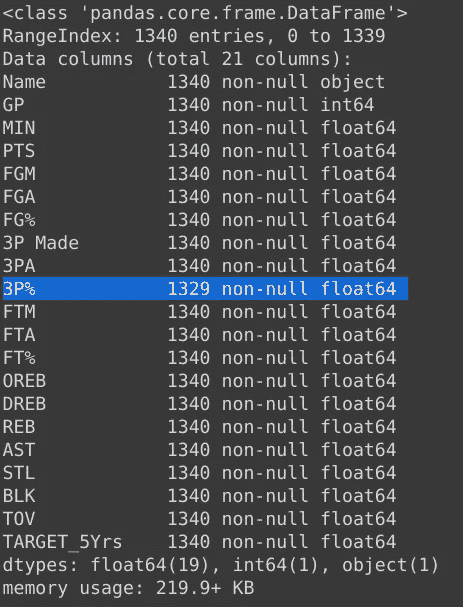 <class 'pandas.core.frame.DataFrame'>
RangeIndex: 1340 entries, 0 to 1339
Data columns (total 21 columns):
Name          1340 non-null object
GP            1340 non-null int64
MIN           1340 non-null float64
PTS           1340 non-null float64
FGM           1340 non-null float64
FGA           1340 non-null float64
FG%           1340 non-null float64
3P Made       1340 non-null float64
3PA           1340 non-null float64
3P%           1329 non-null float64
FTM           1340 non-null float64
FTA           1340 non-null float64
FT%           1340 non-null float64
OREB          1340 non-null float64
DREB          1340 non-null float64
REB           1340 non-null float64
AST           1340 non-null float64
STL           1340 non-null float64
BLK           1340 non-null float64
TOV           1340 non-null float64
TARGET_5Yrs   1340 non-null float64
dtypes: float64(19), int64(1), object(1)
memory usage: 219.9+ KB